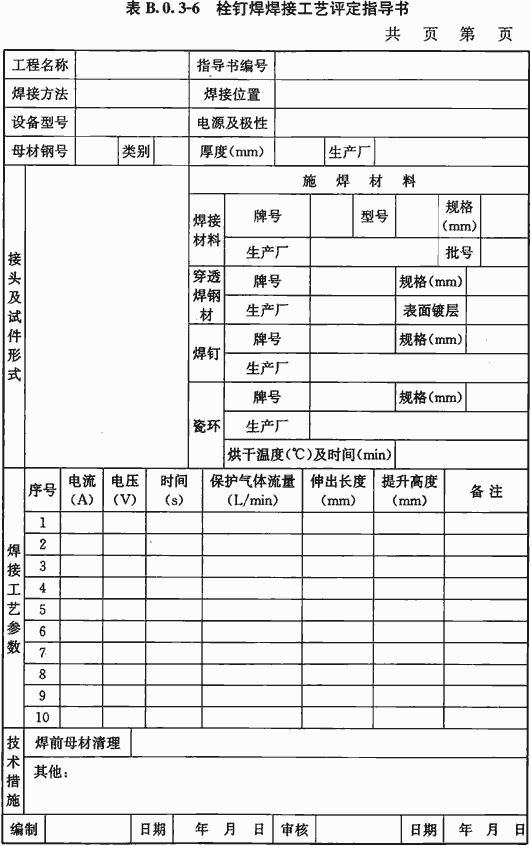 表 B.0.3-6 栓钉焊焊接工艺评定指导书
共 页 第 页
工程名称 指导书编号
焊接方法 焊接位置
设备型号 电源及极性
母材钢号 类别 厚度(mm) 生产厂
接头及试件形式
施 焊 材 料
焊接材料 牌号 型号 规格(mm)
生产厂 批号
穿透焊钢材 牌号 规格(mm)
生产厂 表面镀层
焊钉 牌号 规格(mm)
生产厂
瓷环 牌号 规格(mm)
生产厂
烘干温度(℃)及时间(min)
焊接工艺参数
序号 电流(A) 电压(V) 时间(s) 保护气体流量(L/min) 伸出长度(mm) 提升高度(mm) 备注
1
2
3
4
5
6
7
8
9
10
技术措施
焊前母材清理
其他:
编制 日期 年 月 日 审核 日期 年 月 日